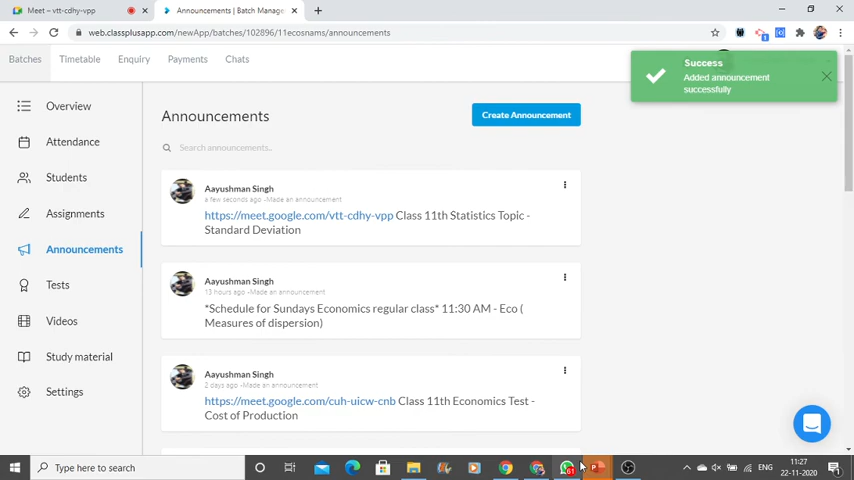 Meet – vtt-cdhy-vpp
Announcements | Batch Manage
web.classplusapp.com/newApp/batches/102896/11ecosnams/announcements
Batches Timetable Enquiry Payments Chats
Success
Added announcement
successfully
Overview
Attendance
Students
Assignments
Announcements
Tests
Videos
Study material
Settings
Announcements
Create Announcement
Search announcements..
Aayushman Singh
a few seconds ago -Made an announcement
https://meet.google.com/vtt-cdhy-vpp Class 11th Statistics Topic -
Standard Deviation
Aayushman Singh
13 hours ago -Made an announcement
*Schedule for Sundays Economics regular class* 11:30 AM - Eco (
Measures of dispersion)
Aayushman Singh
2 days ago -Made an announcement
https://meet.google.com/cuh-uicw-cnb Class 11th Economics Test -
Cost of Production
Type here to search
61
ENG
11:27
22-11-2020